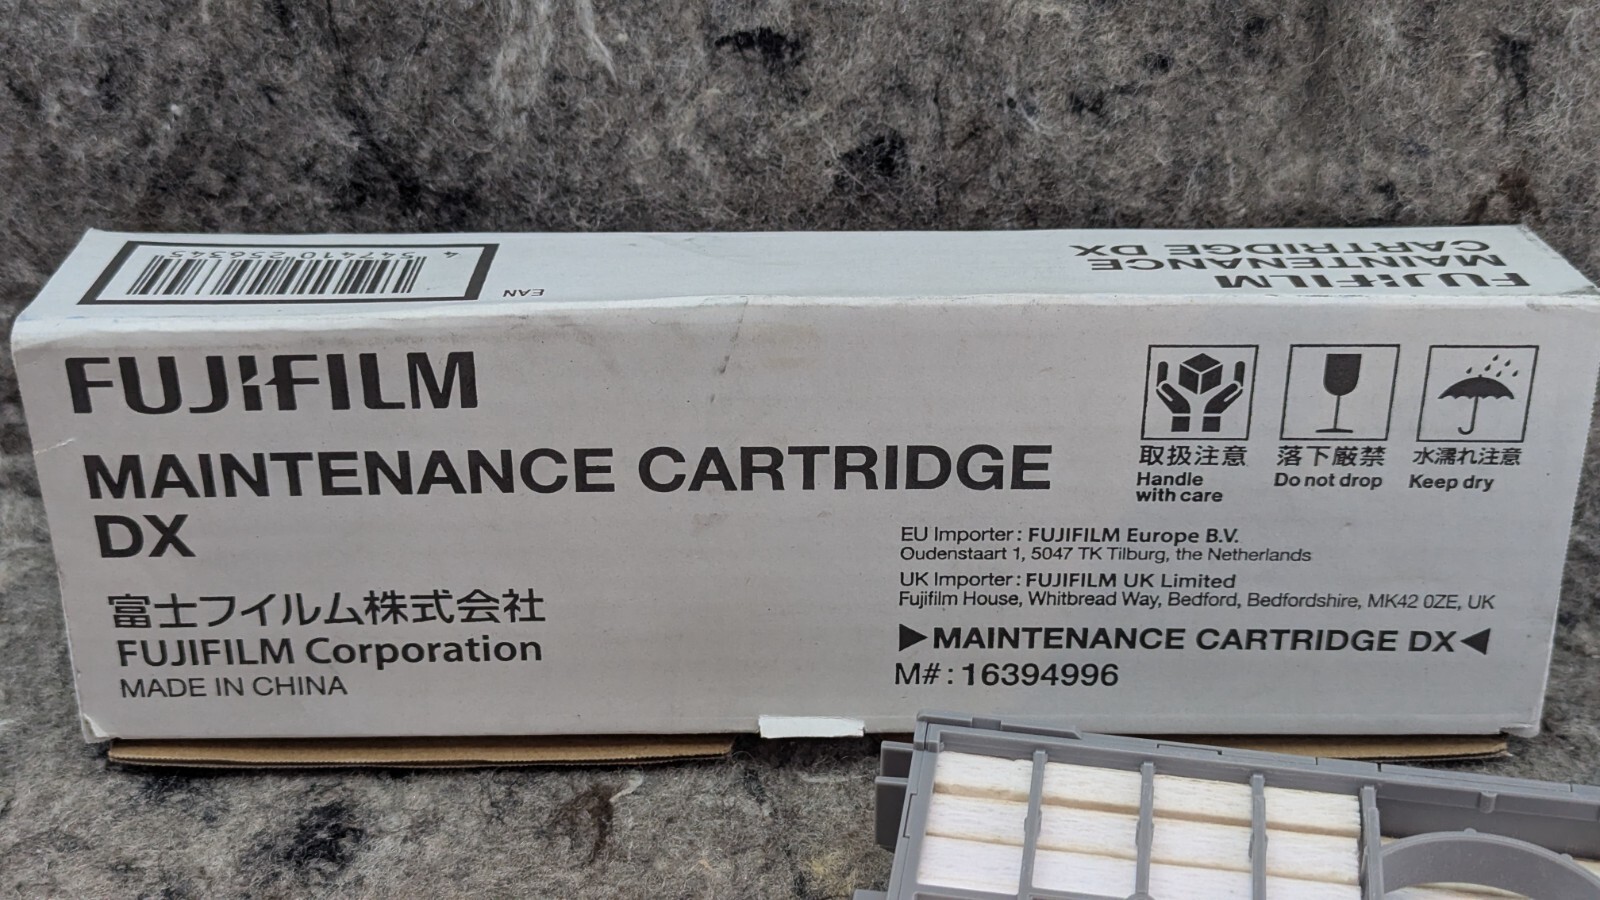 4 547410 256345
EAN
FUJIFILM
MAINTENANCE
CARTRIDGE DX
FUJIFILM
MAINTENANCE CARTRIDGE
DX
富士フイルム株式会社
FUJIFILM Corporation
MADE IN CHINA
取扱注意
Handle
with care
落下厳禁
Do not drop
水濡れ注意
Keep dry
EU Importer : FUJIFILM Europe B.V.
Oudenstaart 1, 5047 TK Tilburg, the Netherlands
UK Importer : FUJIFILM UK Limited
Fujifilm House, Whitbread Way, Bedford, Bedfordshire, MK42 0ZE, UK
▶MAINTENANCE CARTRIDGE DX◀
M# : 16394996